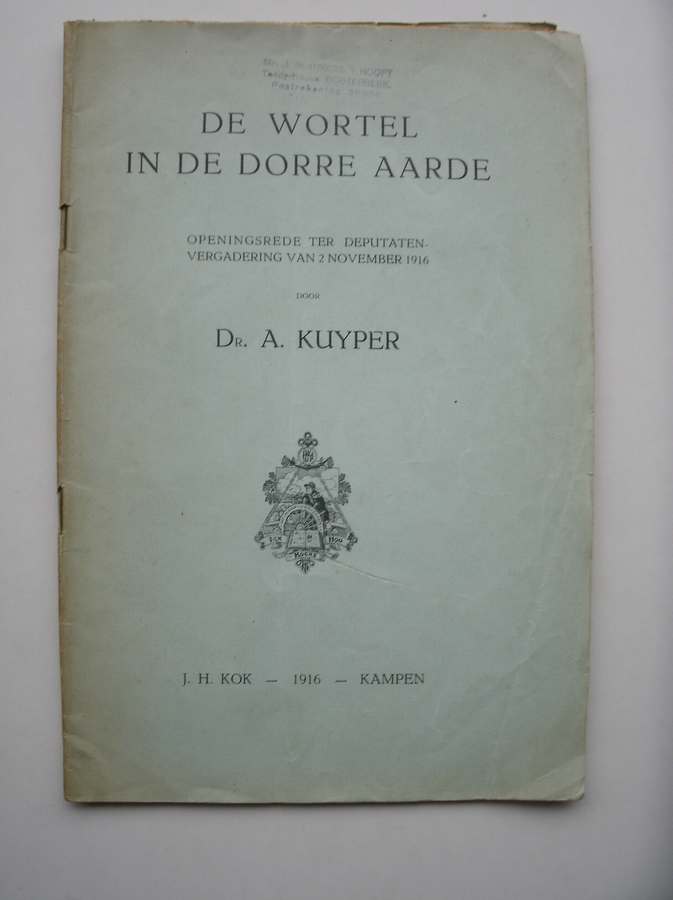 DE WORTEL
IN DE DORRE AARDE
OPENINGSREDE TER DEPUTATEN-
VERGADERING VAN 2 NOVEMBER 1916
DOOR
DR. A. KUYPER
J. H. KOK — 1916 — KAMPEN